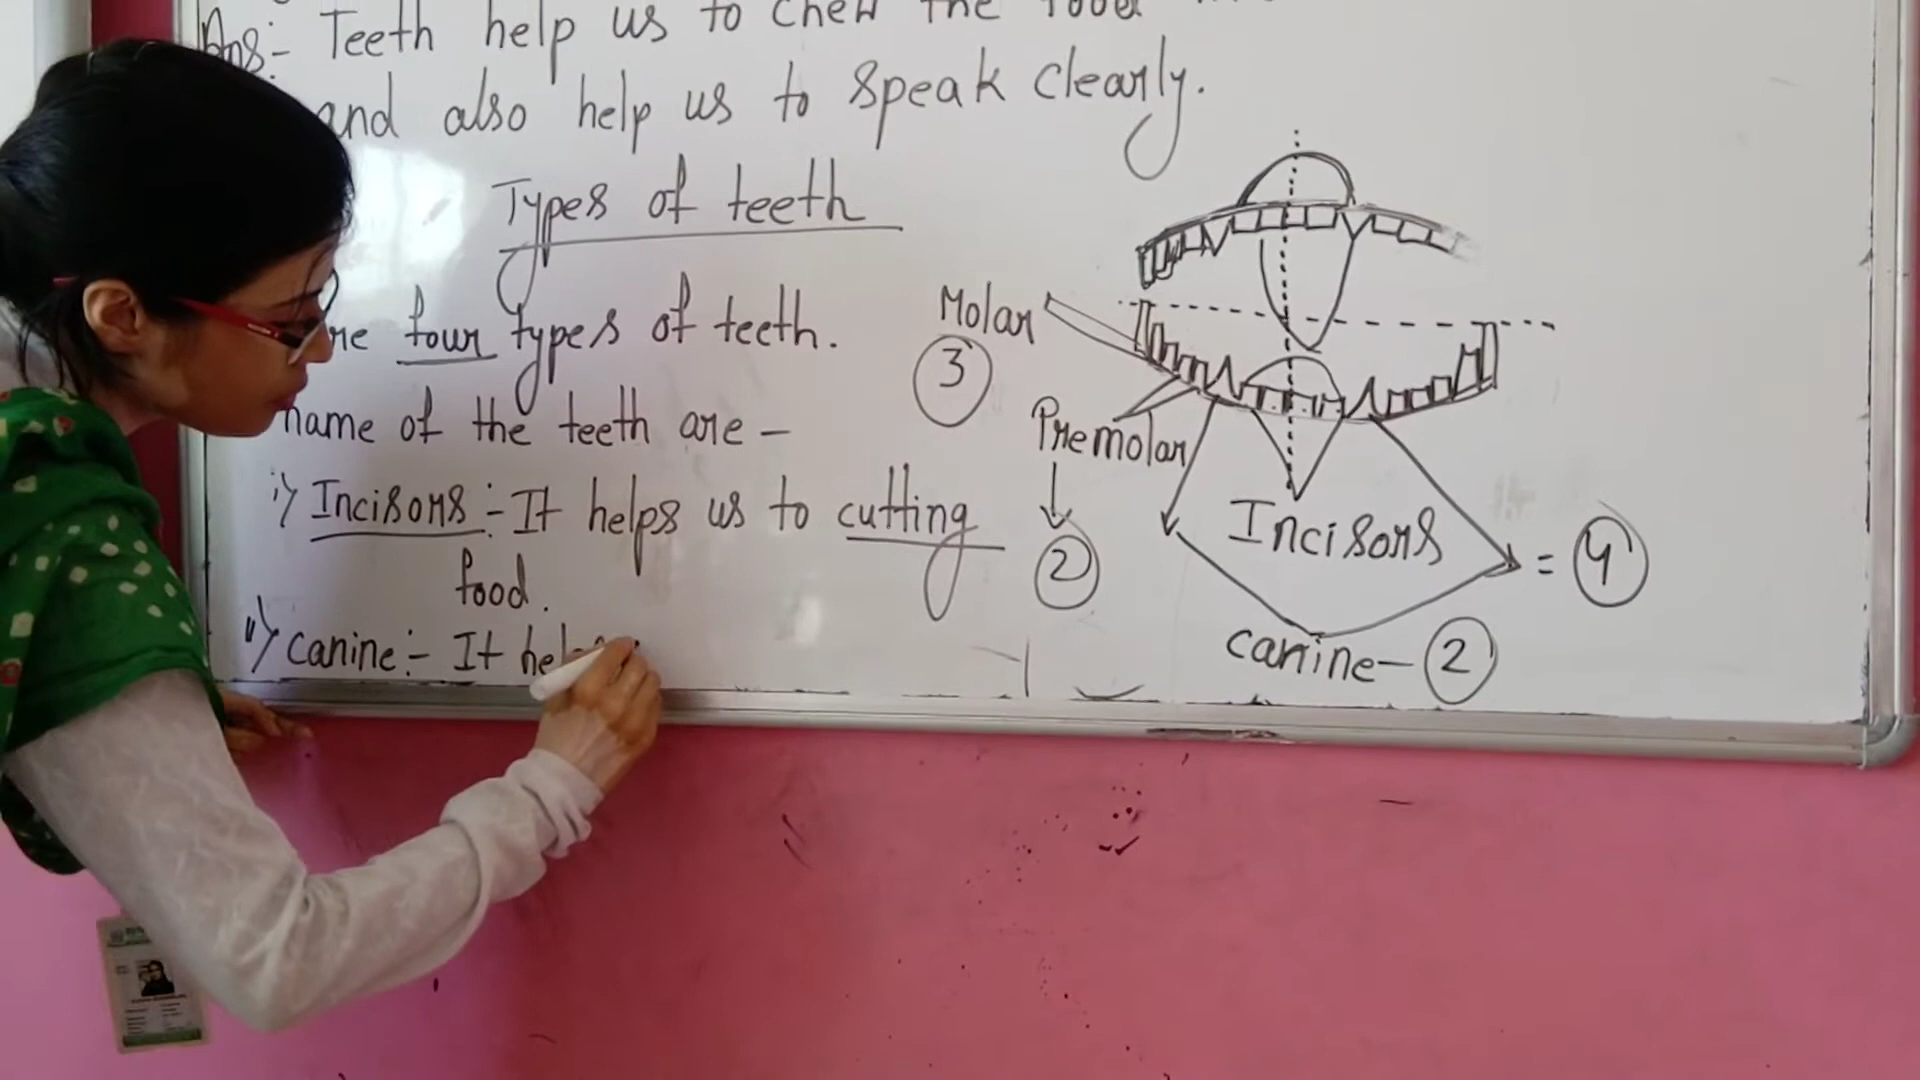 Ans:- Teeth help us to chew the food
and also help us to speak clearly.
Types of teeth
four types of teeth.
name of the teeth are -
i) Incisors:- It helps us to cutting
food.
ii) canine:- It
Molar
3
Premolar
2
Incisors
= 4
canine- 2